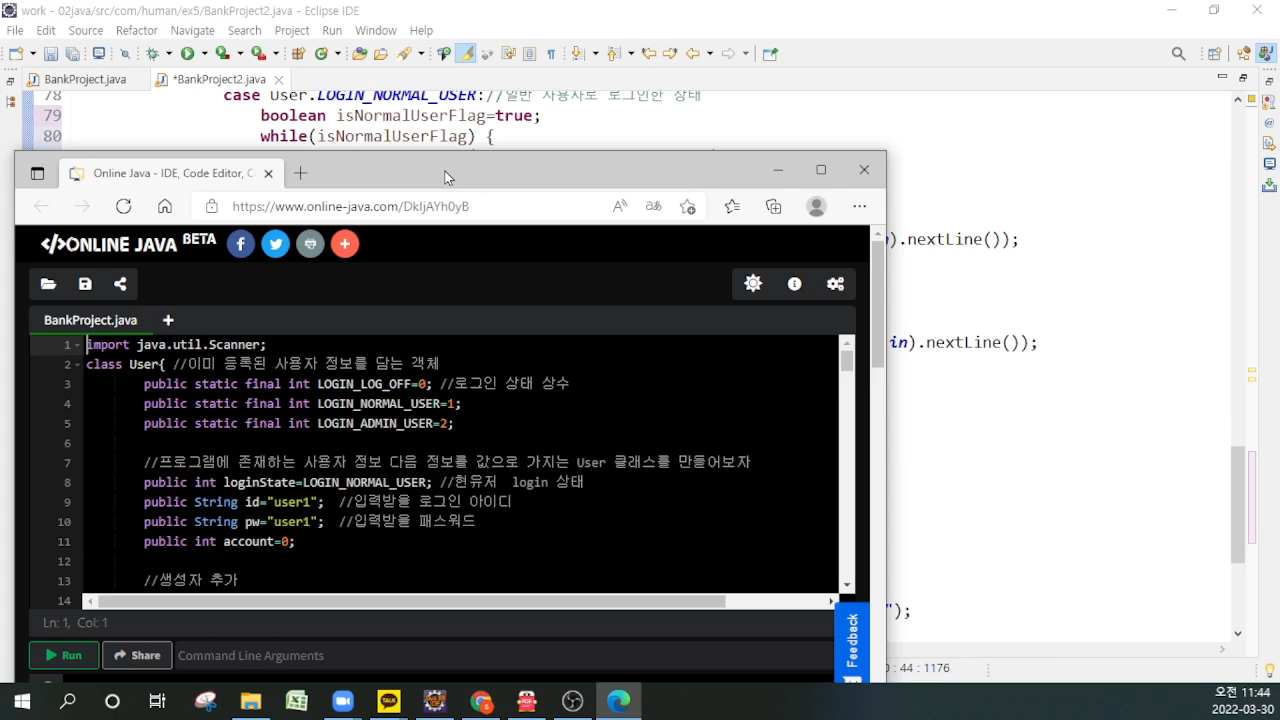 work - 02java/src/com/human/ex5/BankProject2.java - Eclipse IDE
File Edit Source Refactor Navigate Search Project Run Window Help
BankProject.java *BankProject2.java
78 case User.LOGIN_NORMAL_USER://일반 사용자로 로그인한 상태
79 boolean isNormalUserFlag=true;
80 while(isNormalUserFlag) {
Online Java - IDE, Code Editor, C
https://www.online-java.com/DkIjAYh0yB
).nextLine());
</>ONLINE JAVA BETA
BankProject.java
in).nextLine());
1 import java.util.Scanner;
2 class User{ //이미 등록된 사용자 정보를 담는 객체
3 public static final int LOGIN_LOG_OFF=0; //로그인 상태 상수
4 public static final int LOGIN_NORMAL_USER=1;
5 public static final int LOGIN_ADMIN_USER=2;
6
7 //프로그램에 존재하는 사용자 정보 다음 정보를 값으로 가지는 User 클래스를 만들어보자
8 public int loginState=LOGIN_NORMAL_USER; //현유저 login 상태
9 public String id="user1"; //입력받을 로그인 아이디
10 public String pw="user1"; //입력받을 패스워드
11 public int account=0;
12
13 //생성자 추가
14
");
Ln: 1, Col: 1
Feedback
Run Share Command Line Arguments
: 44 : 1176
오전 11:44
2022-03-30